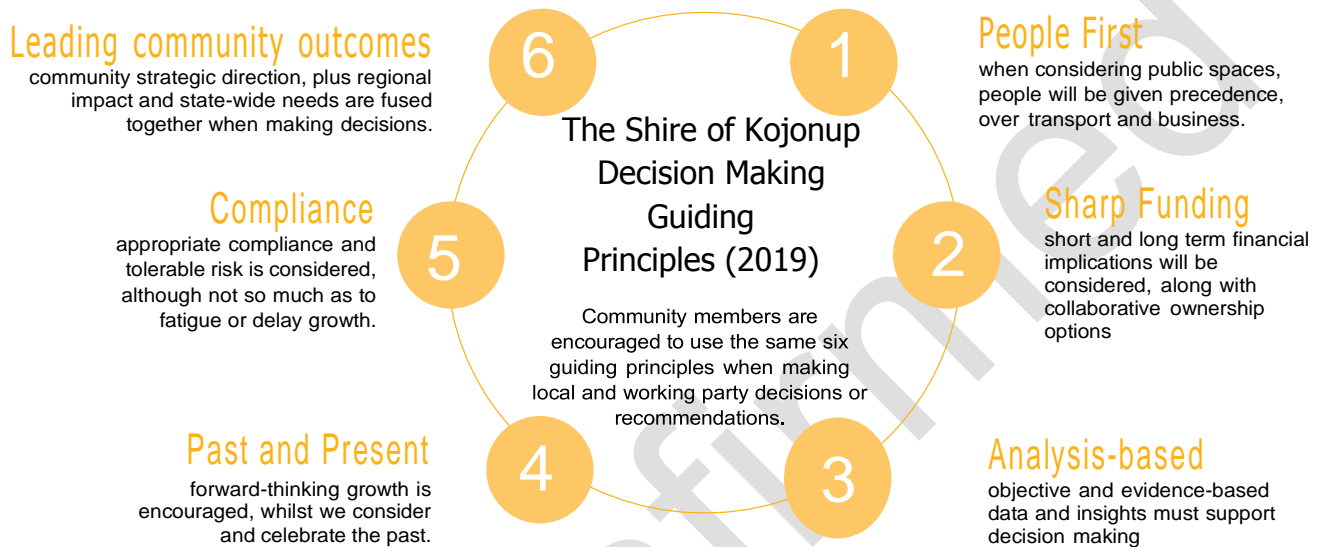 The Shire of Kojonup
Decision Making
Guiding
Principles (2019)
Community members are
encouraged to use the same six
guiding principles when making
local and working party decisions or
recommendations.
1
People First
when considering public spaces,
people will be given precedence,
over transport and business.
2
Sharp Funding
short and long term financial
implications will be
considered, along with
collaborative ownership
options
3
Analysis-based
objective and evidence-based
data and insights must support
decision making
4
Past and Present
forward-thinking growth is
encouraged, whilst we consider
and celebrate the past.
5
Compliance
appropriate compliance and
tolerable risk is considered,
although not so much as to
fatigue or delay growth.
6
Leading community outcomes
community strategic direction, plus regional
impact and state-wide needs are fused
together when making decisions.